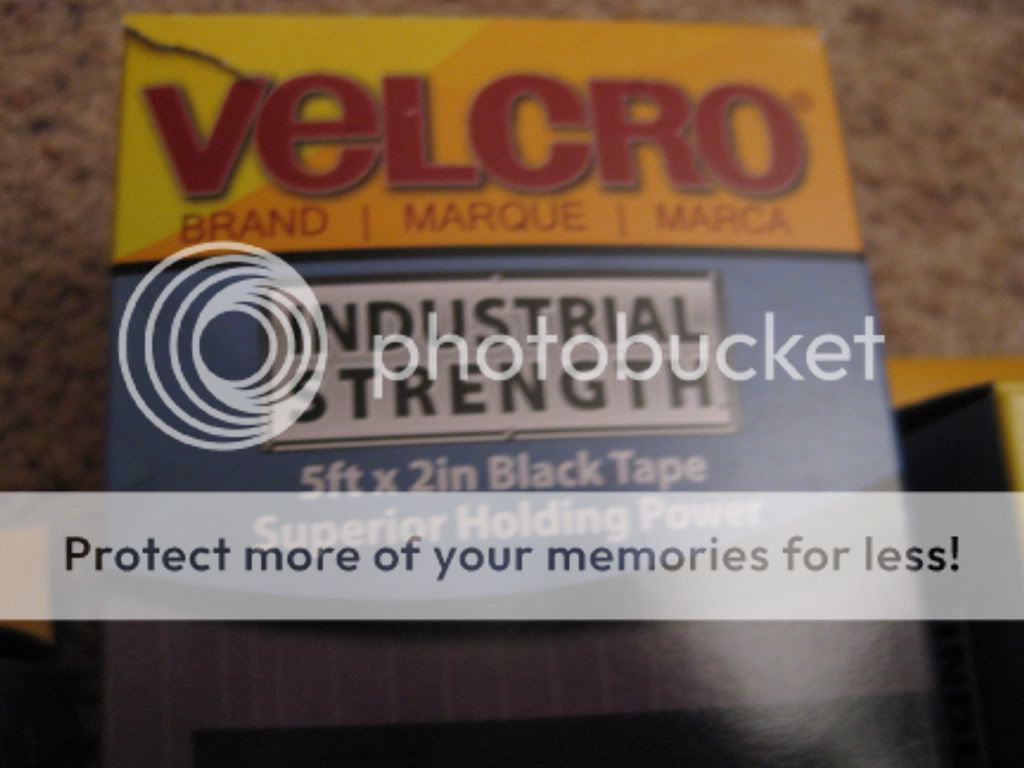 VELCRO®
BRAND | MARQUE | MARCA
INDUSTRIAL
STRENGTH
photobucket
5ft x 2in Black Tape
Superior Holding Power
Protect more of your memories for less!